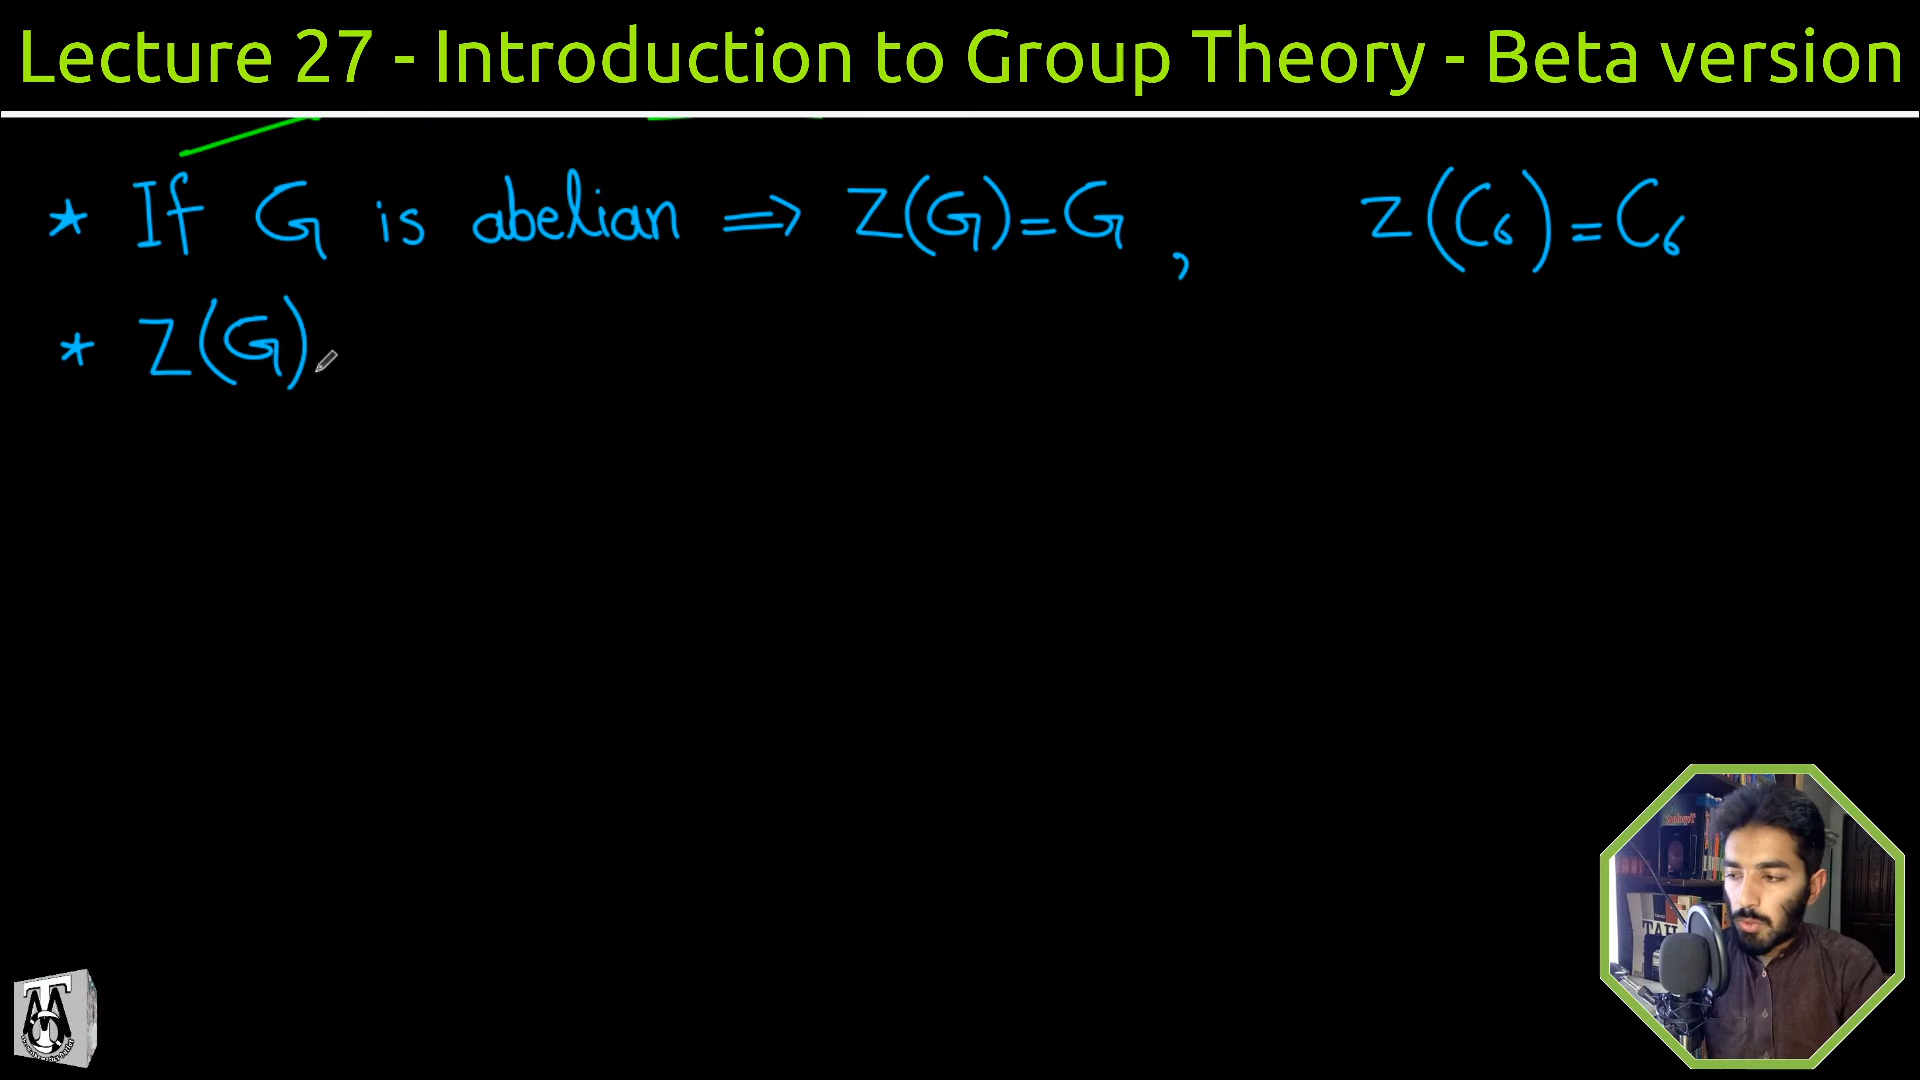 Lecture 27 - Introduction to Group Theory - Beta version
* If G is abelian ⟹ Z(G)=G , Z(C₆)=C₆
* Z(G)